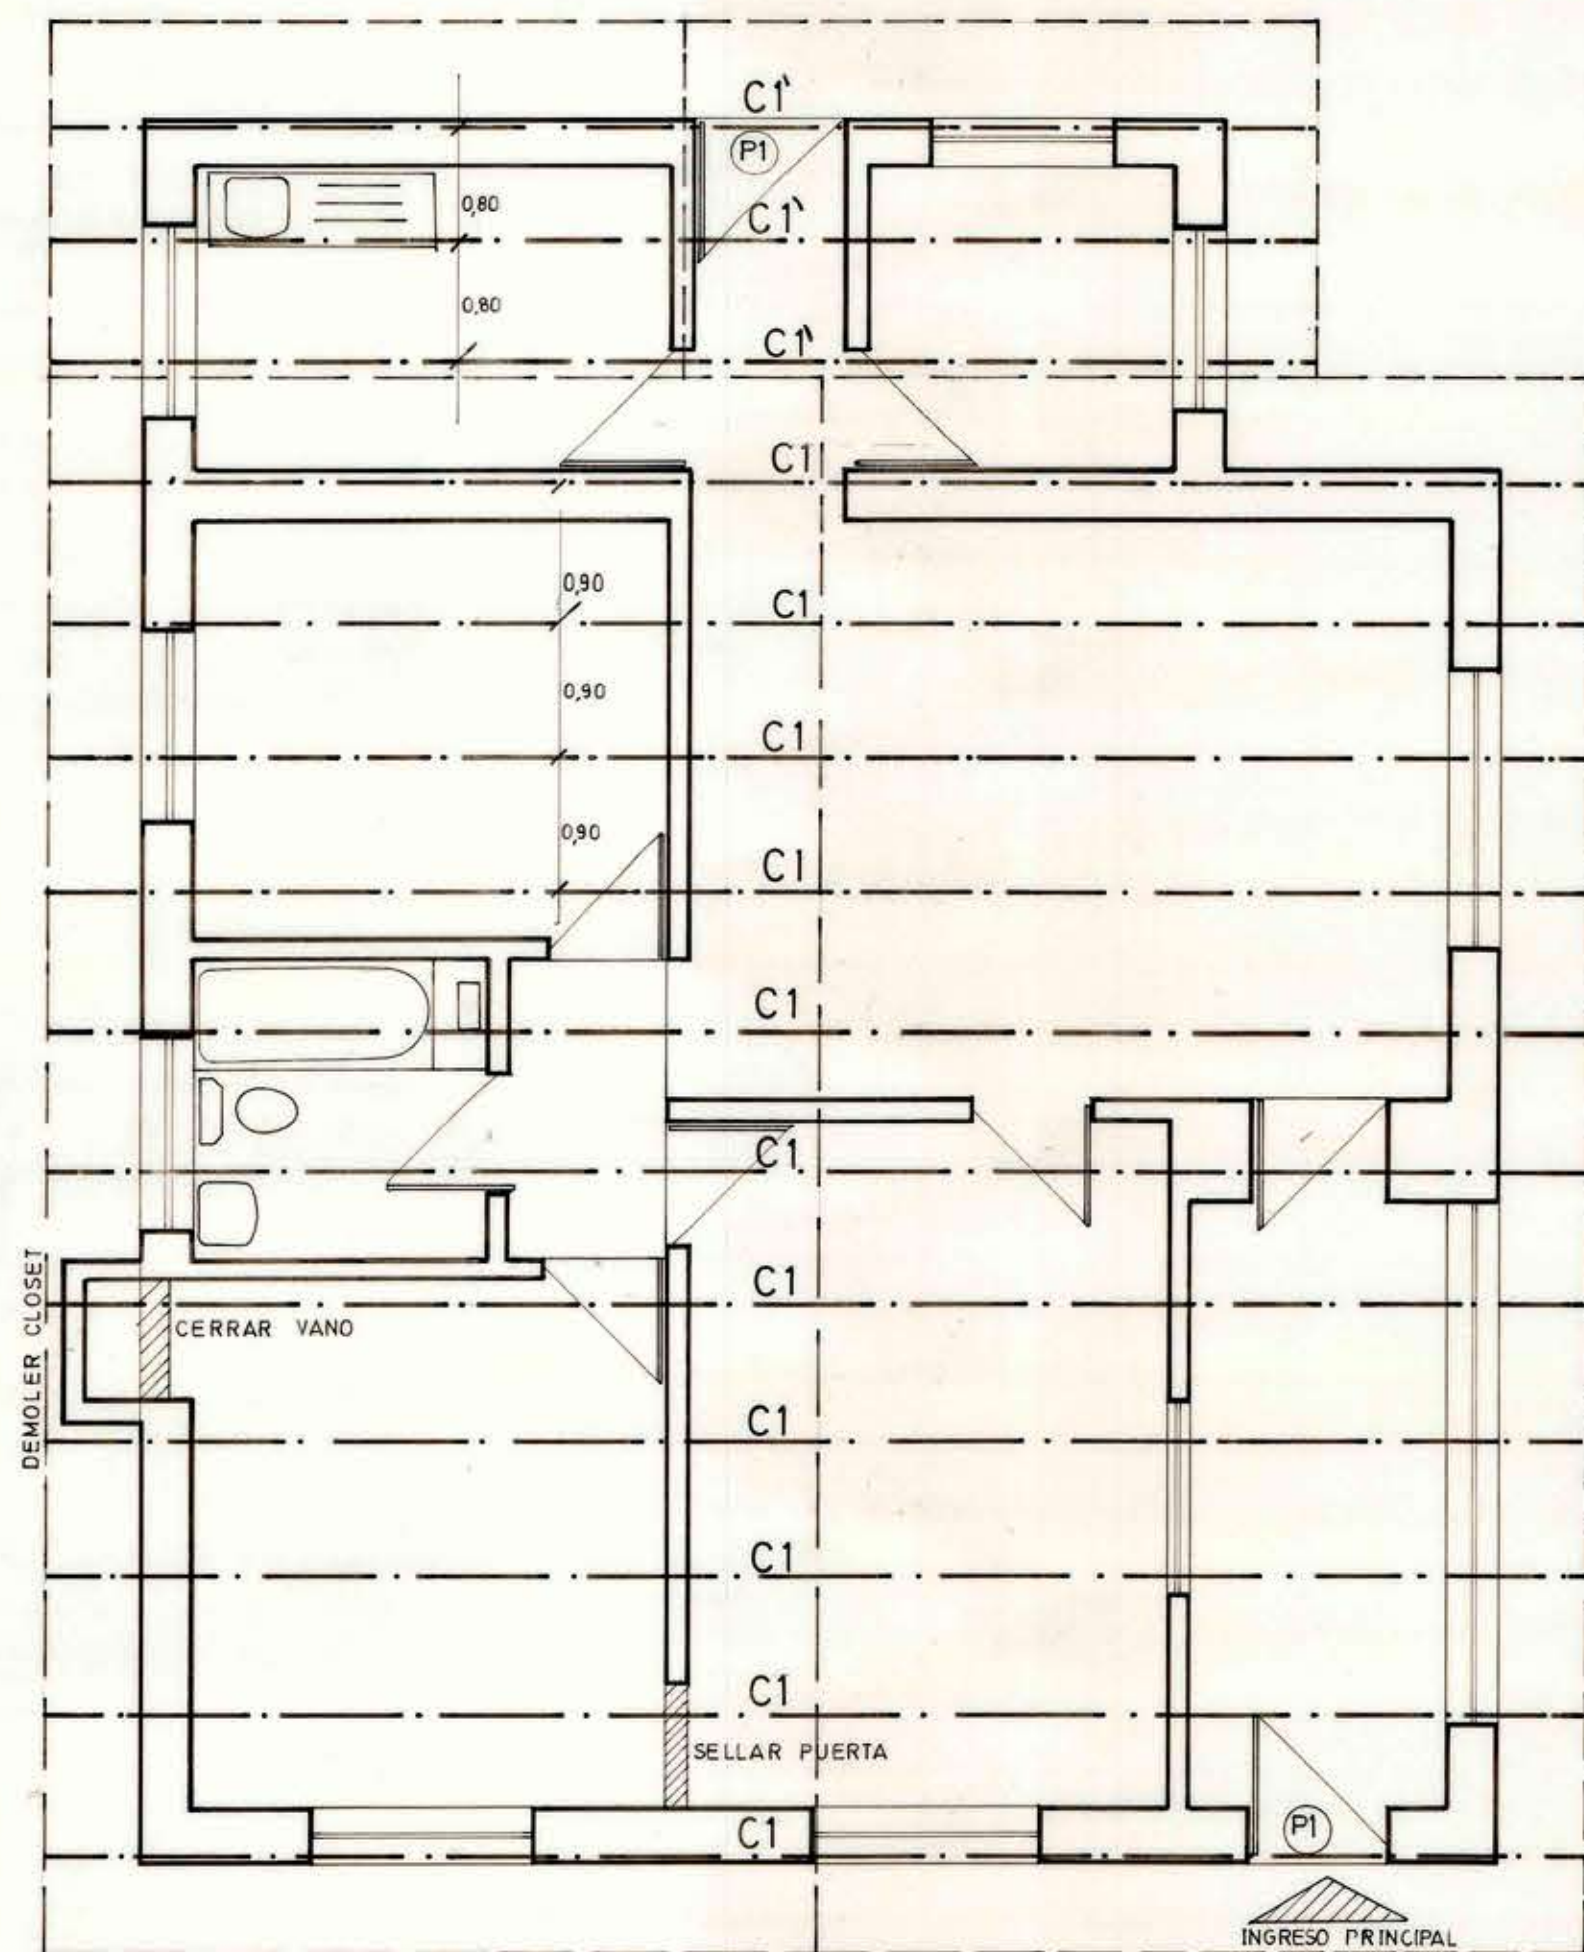 C1'
P1
0,80
C1'
0,80
C1'
C1
0,90
C1
0,90
C1
0,90
C1
C1
C1
C1
CERRAR VANO
DEMOLER CLOSET
C1
C1
C1
SELLAR PUERTA
C1
P1
INGRESO PRINCIPAL